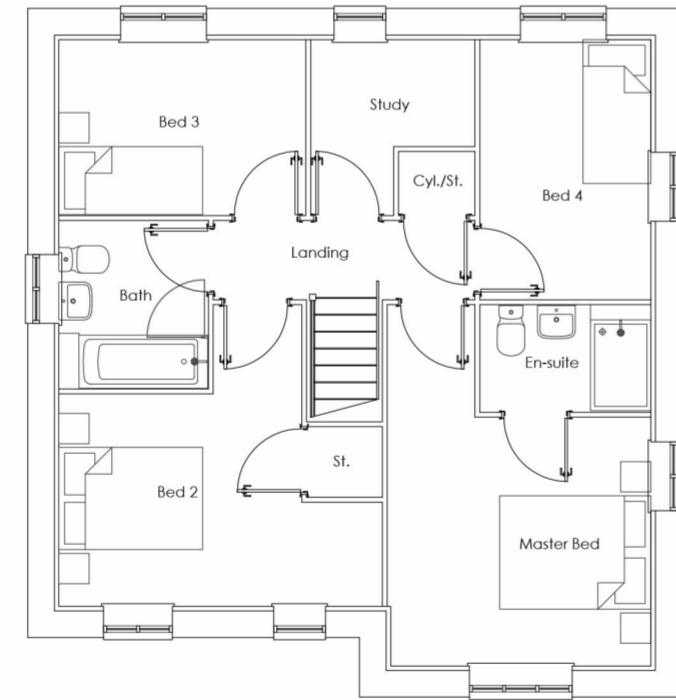 Bed 3
Study
Cyl./St.
Bed 4
Landing
Bath
En-suite
St.
Bed 2
Master Bed